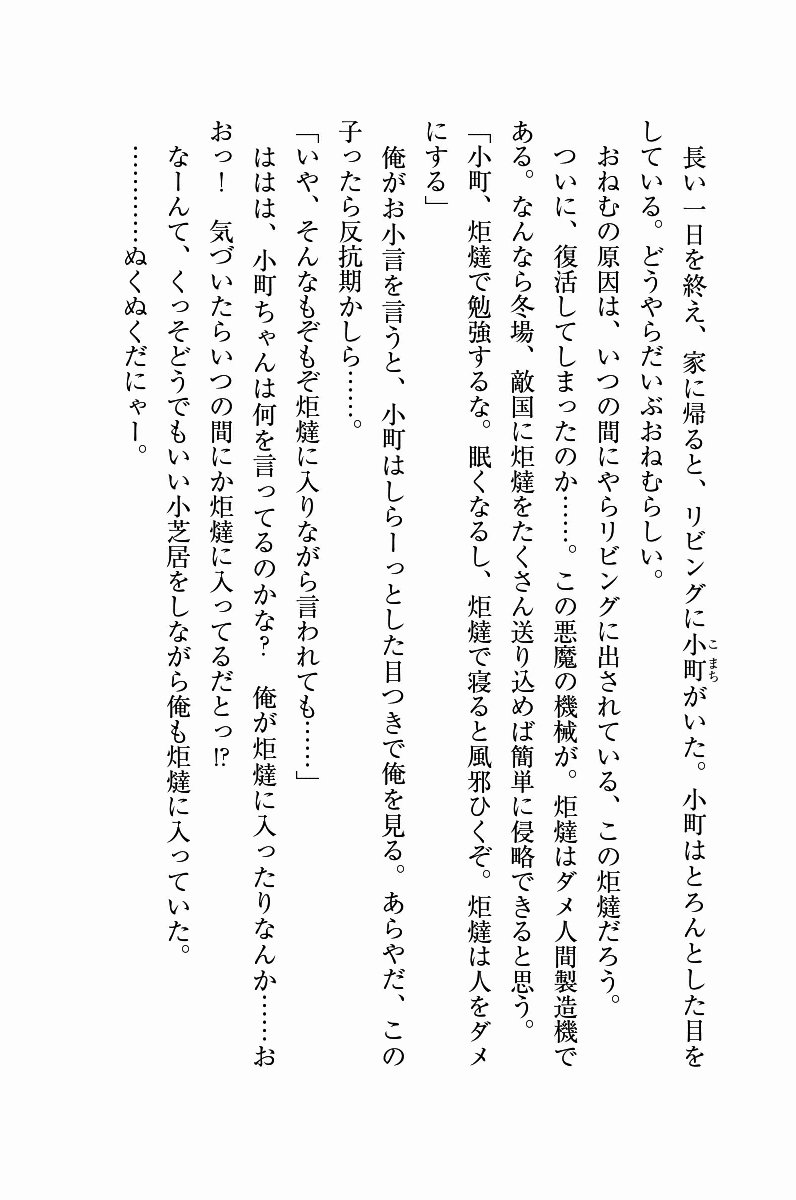 長い一日を終え、家に帰ると、リビングに小町がいた。小町はとろんとした目を
こまち
している。どうやらだいぶおねむらしい。
　おねむの原因は、いつの間にやらリビングに出されている、この炬燵だろう。
　ついに、復活してしまったのか……。この悪魔の機械が。炬燵はダメ人間製造機で
ある。なんなら冬場、敵国に炬燵をたくさん送り込めば簡単に侵略できると思う。
「小町、炬燵で勉強するな。眠くなるし、炬燵で寝ると風邪ひくぞ。炬燵は人をダメ
にする」
　俺がお小言を言うと、小町はしらーっとした目つきで俺を見る。あらやだ、この
子ったら反抗期かしら……。
「いや、そんなもぞもぞ炬燵に入りながら言われても……」
　ははは、小町ちゃんは何を言ってるのかな？　俺が炬燵に入ったりなんか……お
おっ！　気づいたらいつの間にか炬燵に入ってるだとっ!?
　なーんて、くっそどうでもいい小芝居をしながら俺も炬燵に入っていた。
　…………ぬくぬくだにゃー。